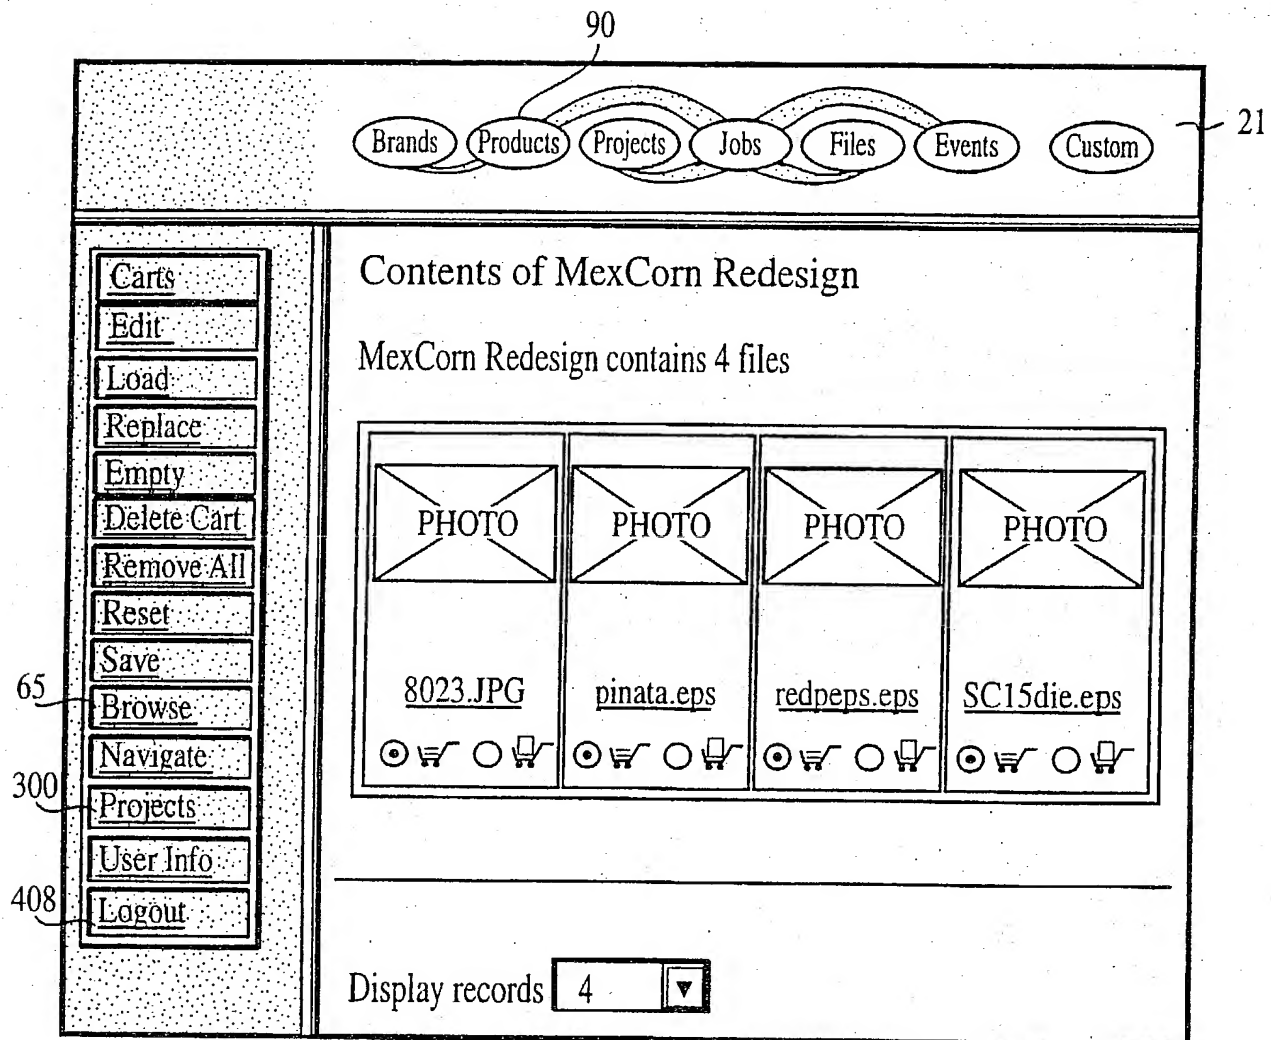 90
Brands Products Projects Jobs Files Events Custom
21
Carts
Edit
Load
Replace
Empty
Delete Cart
Remove All
Reset
Save
65
Browse
Navigate
300
Projects
User Info
408
Logout
Contents of MexCorn Redesign
MexCorn Redesign contains 4 files
PHOTO PHOTO PHOTO PHOTO
8023.JPG pinata.eps redpeps.eps SC15die.eps
Display records 4